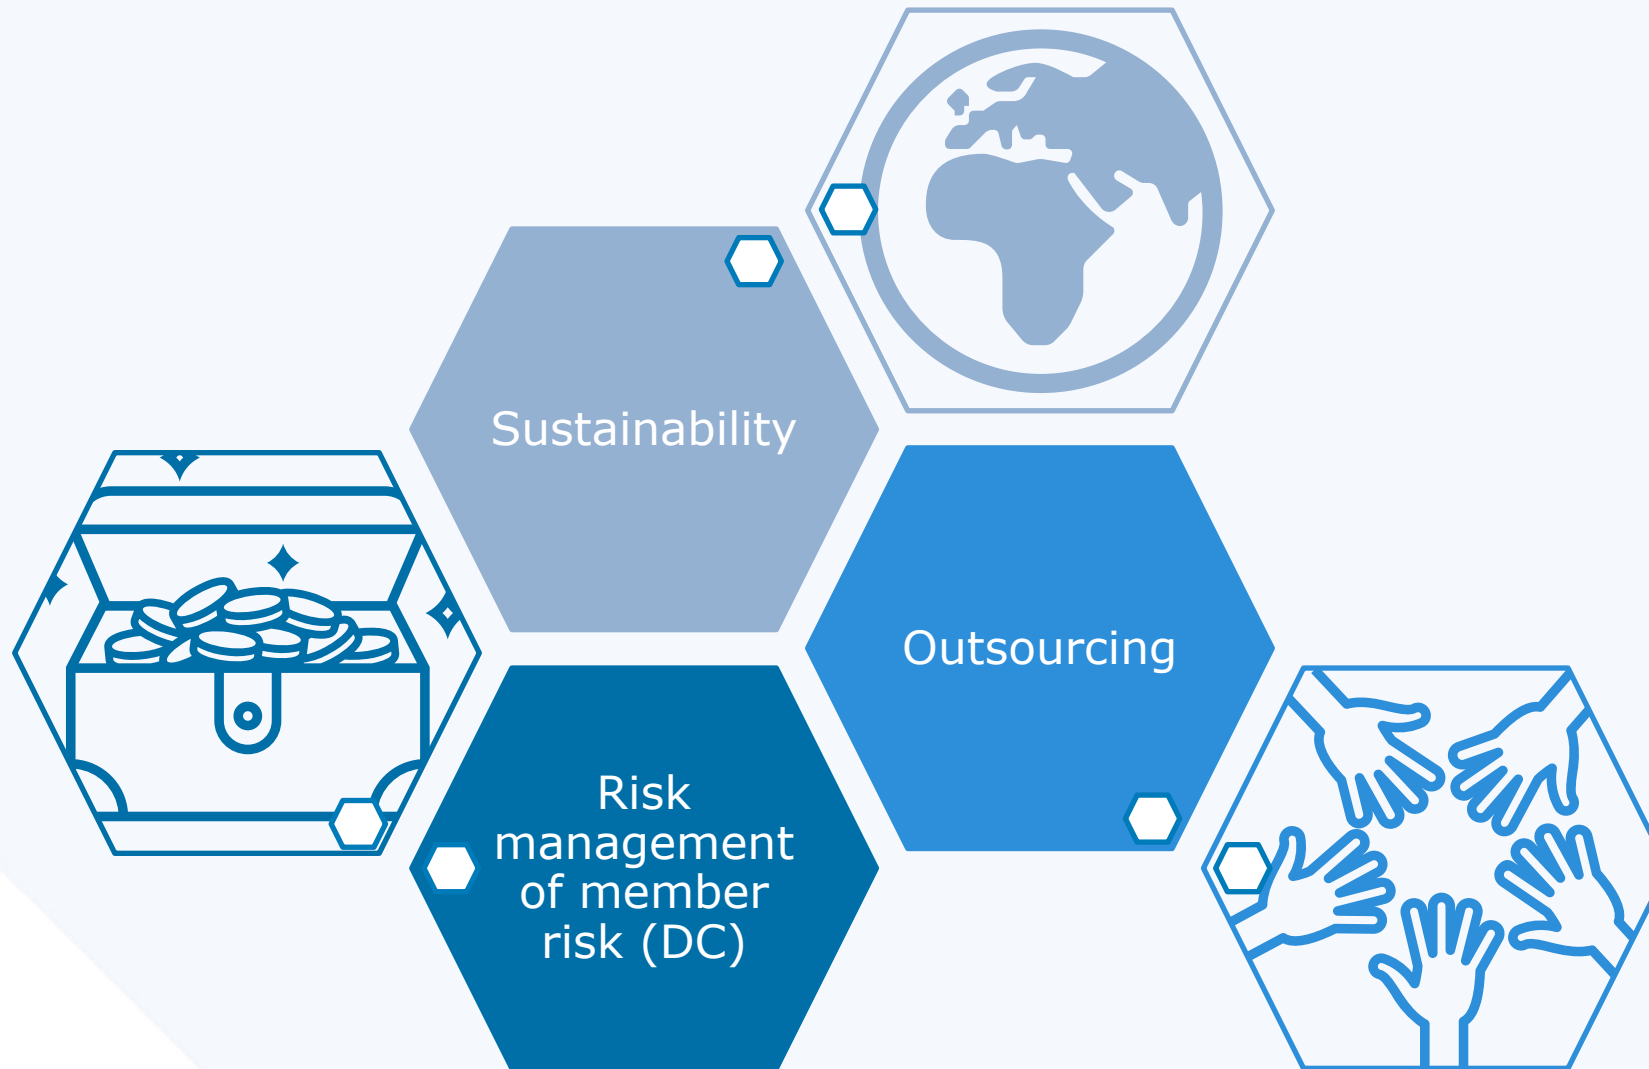 Sustainability
Outsourcing
Risk
management
of member
risk (DC)